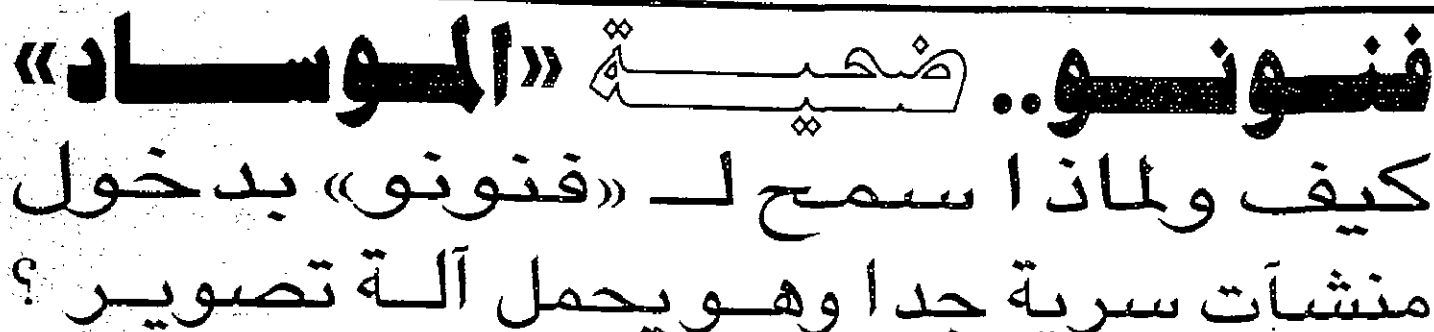 فنونو.. ضحية «الموساد»
كيف ولماذا سمح لـ «فنونو» بدخول
منشآت سرية جدا وهو يحمل آلة تصوير ؟